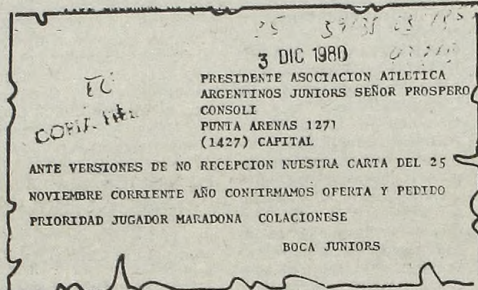 3 DIC 1980
PRESIDENTE ASOCIACION ATLETICA
ARGENTINOS JUNIORS SEÑOR PROSPERO
CONSOLI
PUNTA ARENAS 1271
(1427) CAPITAL
ANTE VERSIONES DE NO RECEPCION NUESTRA CARTA DEL 25
NOVIEMBRE CORRIENTE AÑO CONFIRMAMOS OFERTA Y PEDIDO
PRIORIDAD JUGADOR MARADONA COLACIONESE
BOCA JUNIORS